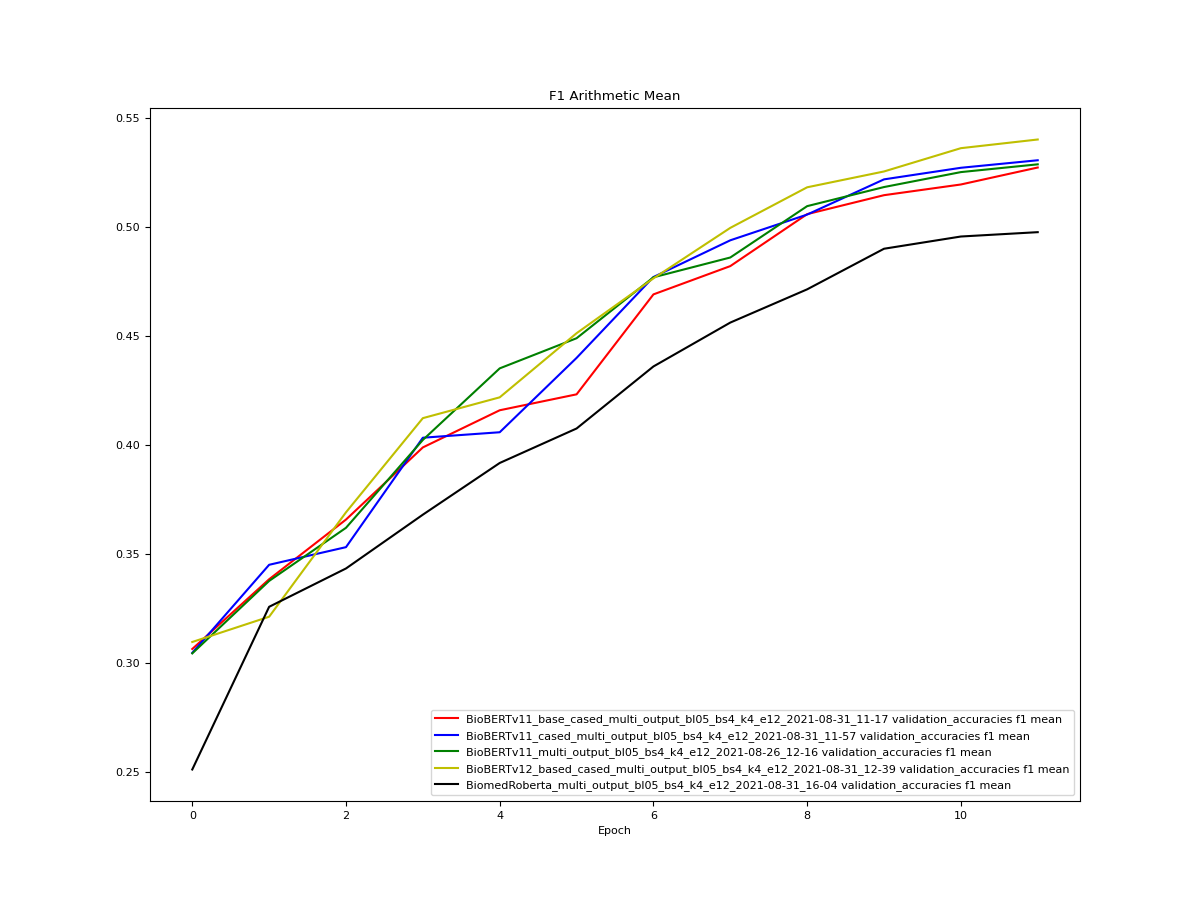 F1 Arithmetic Mean
0.55
0.50
0.45
0.40
0.35
0.30
0.25
BioBERTv11_base_cased_multi_output_bl05_bs4_k4_e12_2021-08-31_11-17 validation_accuracies f1 mean
BioBERTv11_cased_multi_output_bl05_bs4_k4_e12_2021-08-31_11-57 validation_accuracies f1 mean
BioBERTv11_multi_output_bl05_bs4_k4_e12_2021-08-26_12-16 validation_accuracies f1 mean
BioBERTv12_based_cased_multi_output_bl05_bs4_k4_e12_2021-08-31_12-39 validation_accuracies f1 mean
BiomedRoberta_multi_output_bl05_bs4_k4_e12_2021-08-31_16-04 validation_accuracies f1 mean
0 2 4 6 8 10
Epoch